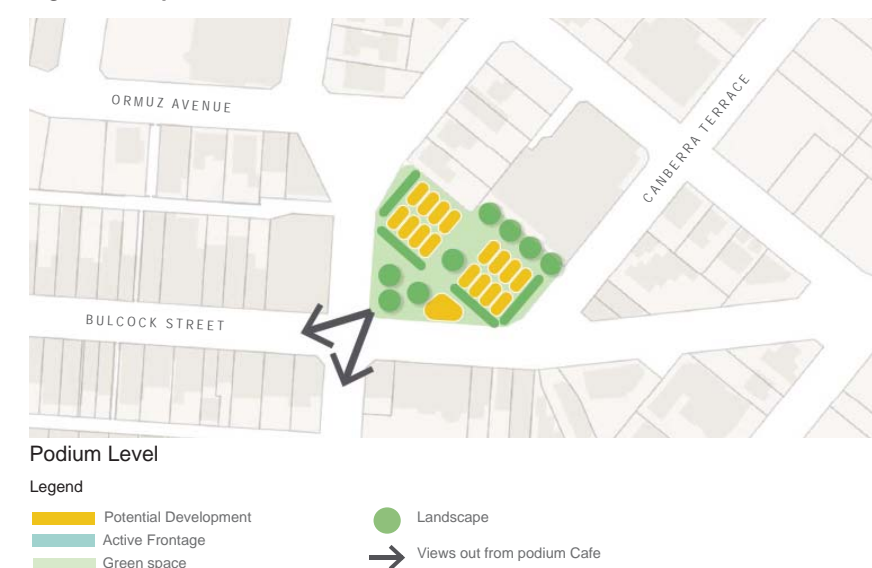 ORMUZ AVENUE
CANBERRA TERRACE
BULCOCK STREET
Podium Level
Legend
Potential Development
Landscape
Active Frontage
Views out from podium Cafe
Green space